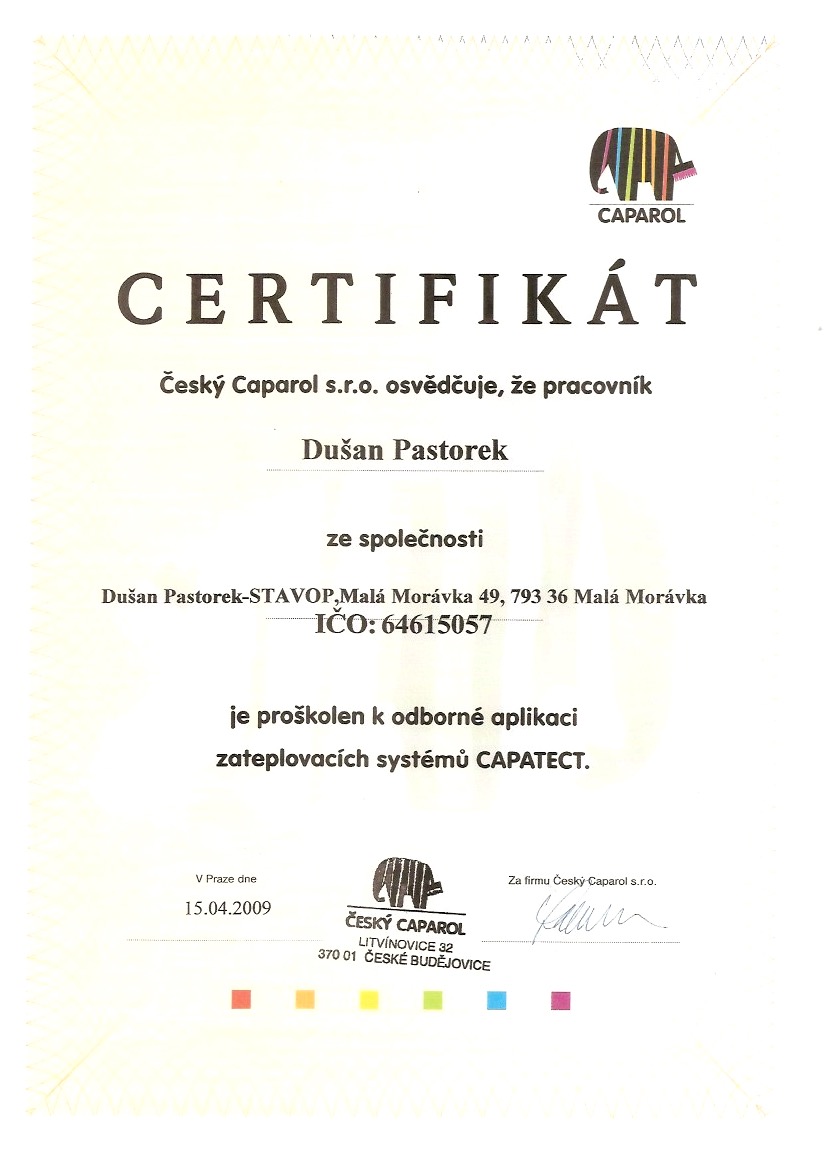 CAPAROL
CERTIFIKÁT
Český Caparol s.r.o. osvědčuje, že pracovník
Dušan Pastorek
ze společnosti
Dušan Pastorek-STAVOP,Malá Morávka 49, 793 36 Malá Morávka
IČO: 64615057
je proškolen k odborné aplikaci
zateplovacích systémů CAPATECT.
V Praze dne
15.04.2009
Za firmu Český Caparol s.r.o.
ČESKÝ CAPAROL
LITVÍNOVICE 32
370 01 ČESKÉ BUDĚJOVICE